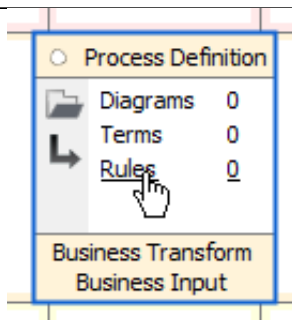 Process Definition
Diagrams 0
Terms 0
Rules 0
Business Transform
Business Input